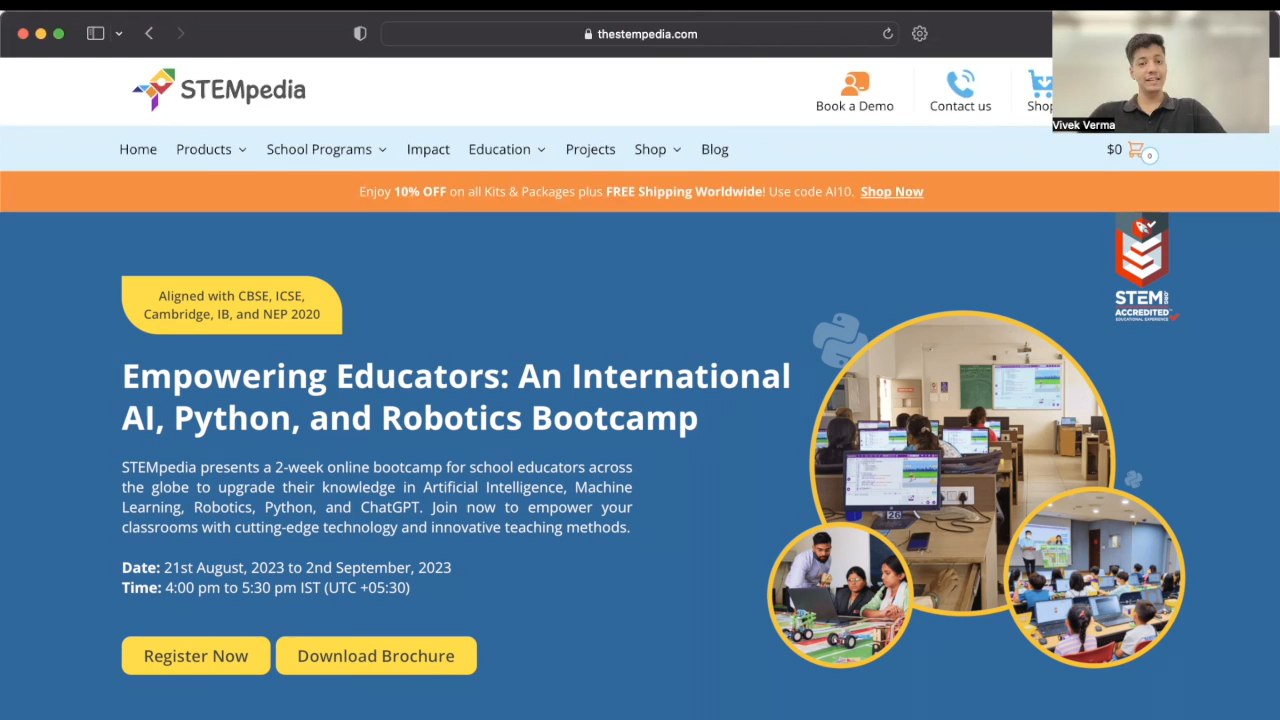 thestempedia.com
STEMpedia
Book a Demo
Contact us
Shop
Vivek Verma
Home
Products
School Programs
Impact
Education
Projects
Shop
Blog
$0
0
Enjoy 10% OFF on all Kits & Packages plus FREE Shipping Worldwide! Use code AI10. Shop Now
STEM.ORG
ACCREDITED™
EDUCATIONAL EXPERIENCE
Aligned with CBSE, ICSE,
Cambridge, IB, and NEP 2020
Empowering Educators: An International
AI, Python, and Robotics Bootcamp
STEMpedia presents a 2-week online bootcamp for school educators across
the globe to upgrade their knowledge in Artificial Intelligence, Machine
Learning, Robotics, Python, and ChatGPT. Join now to empower your
classrooms with cutting-edge technology and innovative teaching methods.
Date: 21st August, 2023 to 2nd September, 2023
Time: 4:00 pm to 5:30 pm IST (UTC +05:30)
26
Register Now
Download Brochure